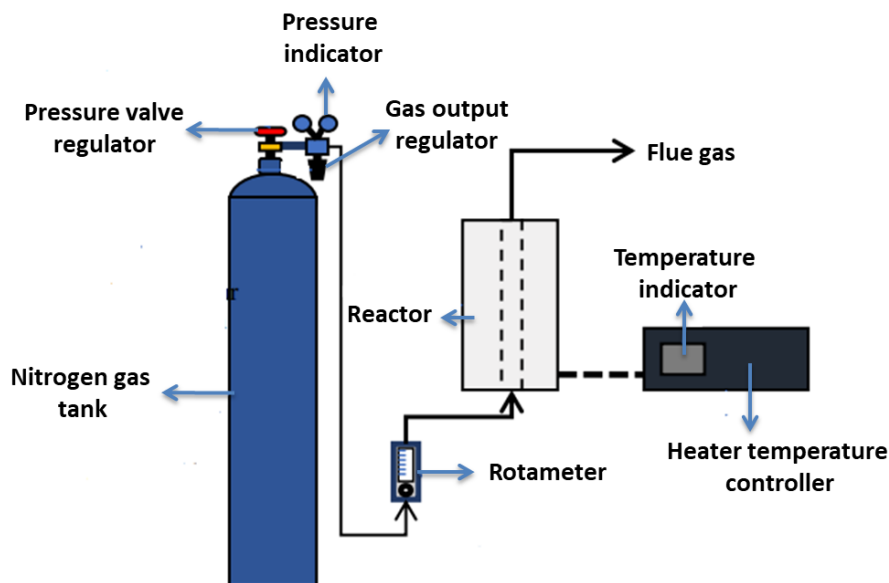 Pressure
indicator
Pressure valve
regulator
Gas output
regulator
Flue gas
Temperature
indicator
Reactor
Nitrogen gas
tank
Rotameter
Heater temperature
controller